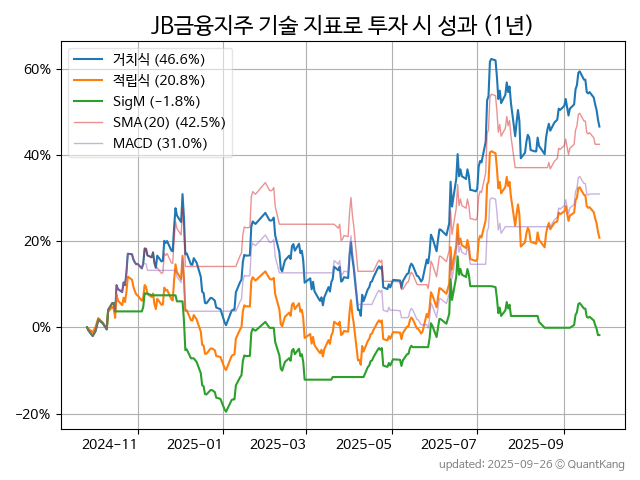 JB금융지주 기술 지표로 투자 시 성과 (1년)
거치식 (46.6%)
적립식 (20.8%)
SigM (−1.8%)
SMA(20) (42.5%)
MACD (31.0%)
60%
40%
20%
0%
−20%
2024-11
2025-01
2025-03
2025-05
2025-07
2025-09
updated: 2025-09-26 © QuantKang